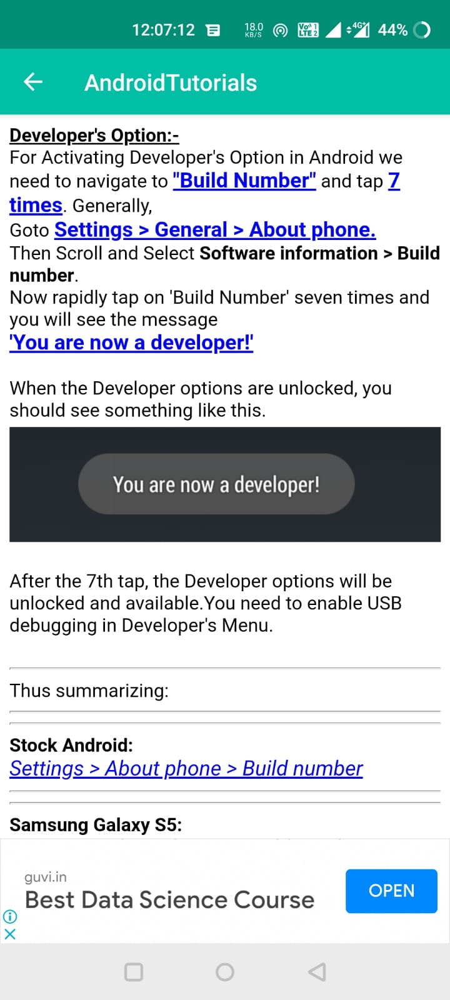 12:07:12 18.0 KB/S Vo 1 LTE 2 4G+ 44%
AndroidTutorials
Developer's Option:-
For Activating Developer's Option in Android we
need to navigate to "Build Number" and tap 7
times. Generally,
Goto Settings > General > About phone.
Then Scroll and Select Software information > Build
number.
Now rapidly tap on 'Build Number' seven times and
you will see the message
'You are now a developer!'
When the Developer options are unlocked, you
should see something like this.
You are now a developer!
After the 7th tap, the Developer options will be
unlocked and available.You need to enable USB
debugging in Developer's Menu.
Thus summarizing:
Stock Android:
Settings > About phone > Build number
Samsung Galaxy S5:
guvi.in
Best Data Science Course
OPEN